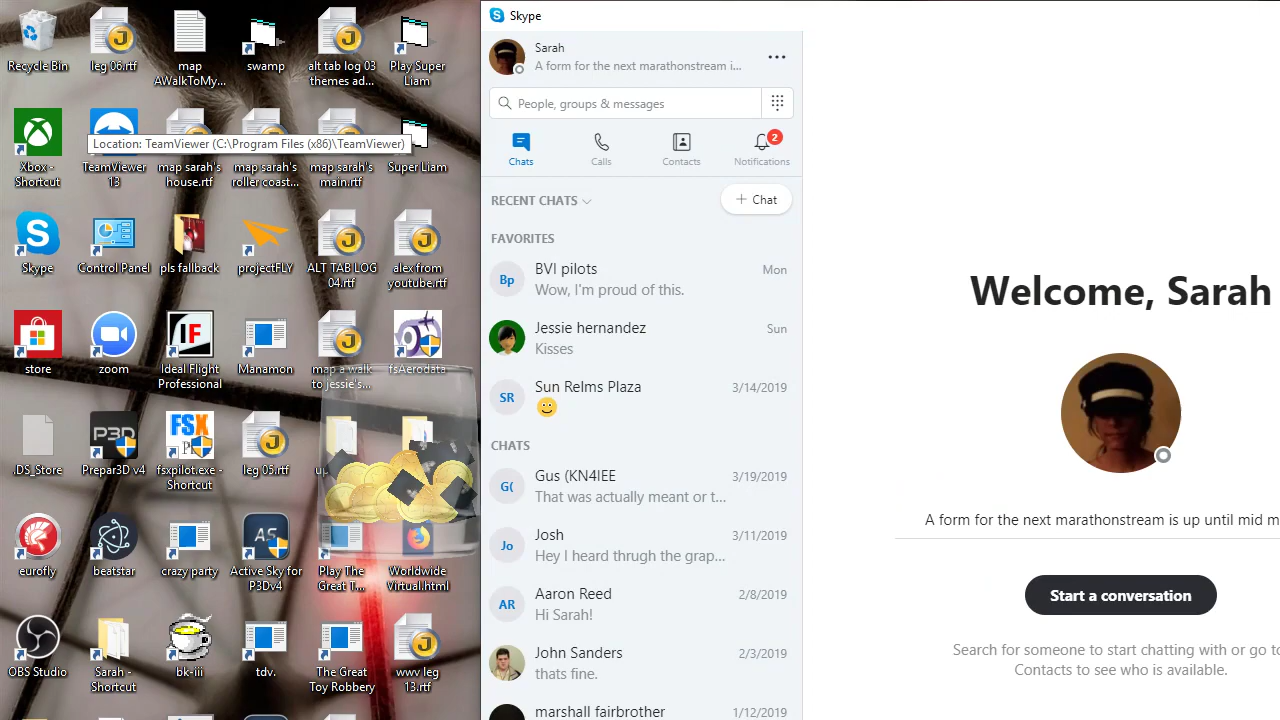 Recycle Bin
leg 06.rtf
map
AWalkToMy...
swamp
alt tab log 03
themes ad...
Play Super
Liam
Location: TeamViewer (C:\Program Files (x86)\TeamViewer)
Xbox -
Shortcut
TeamViewer
13
map sarah's
house.rtf
map sarah's
roller coast...
map sarah's
main.rtf
Super Liam
Skype
Control Panel
pls fallback
projectFLY
ALT TAB LOG
04.rtf
alex from
youtube.rtf
store
zoom
IF
Ideal Flight
Professional
Manamon
map a walk
to jessie's...
fsAerodata
.DS_Store
P3D
Prepar3D v4
FSX
fsxpilot.exe -
Shortcut
leg 05.rtf
eurofly
beatstar
crazy party
AS
Active Sky for
P3Dv4
Play The
Great T...
Worldwide
Virtual.html
OBS Studio
Sarah -
Shortcut
bk-iii
tdv.
The Great
Toy Robbery
wwv leg
13.rtf
Skype
Sarah
A form for the next marathonstream i...
People, groups & messages
Chats
Calls
Contacts
Notifications
2
RECENT CHATS
+ Chat
FAVORITES
Bp
BVI pilots
Mon
Wow, I'm proud of this.
Jessie hernandez
Sun
Kisses
SR
Sun Relms Plaza
3/14/2019
CHATS
G(
Gus (KN4IEE
3/19/2019
That was actually meant or t...
Jo
Josh
3/11/2019
Hey I heard thrugh the grap...
AR
Aaron Reed
2/8/2019
Hi Sarah!
John Sanders
2/3/2019
thats fine.
marshall fairbrother
1/12/2019
Welcome, Sarah
A form for the next marathonstream is up until mid m
Start a conversation
Search for someone to start chatting with or go to
Contacts to see who is available.